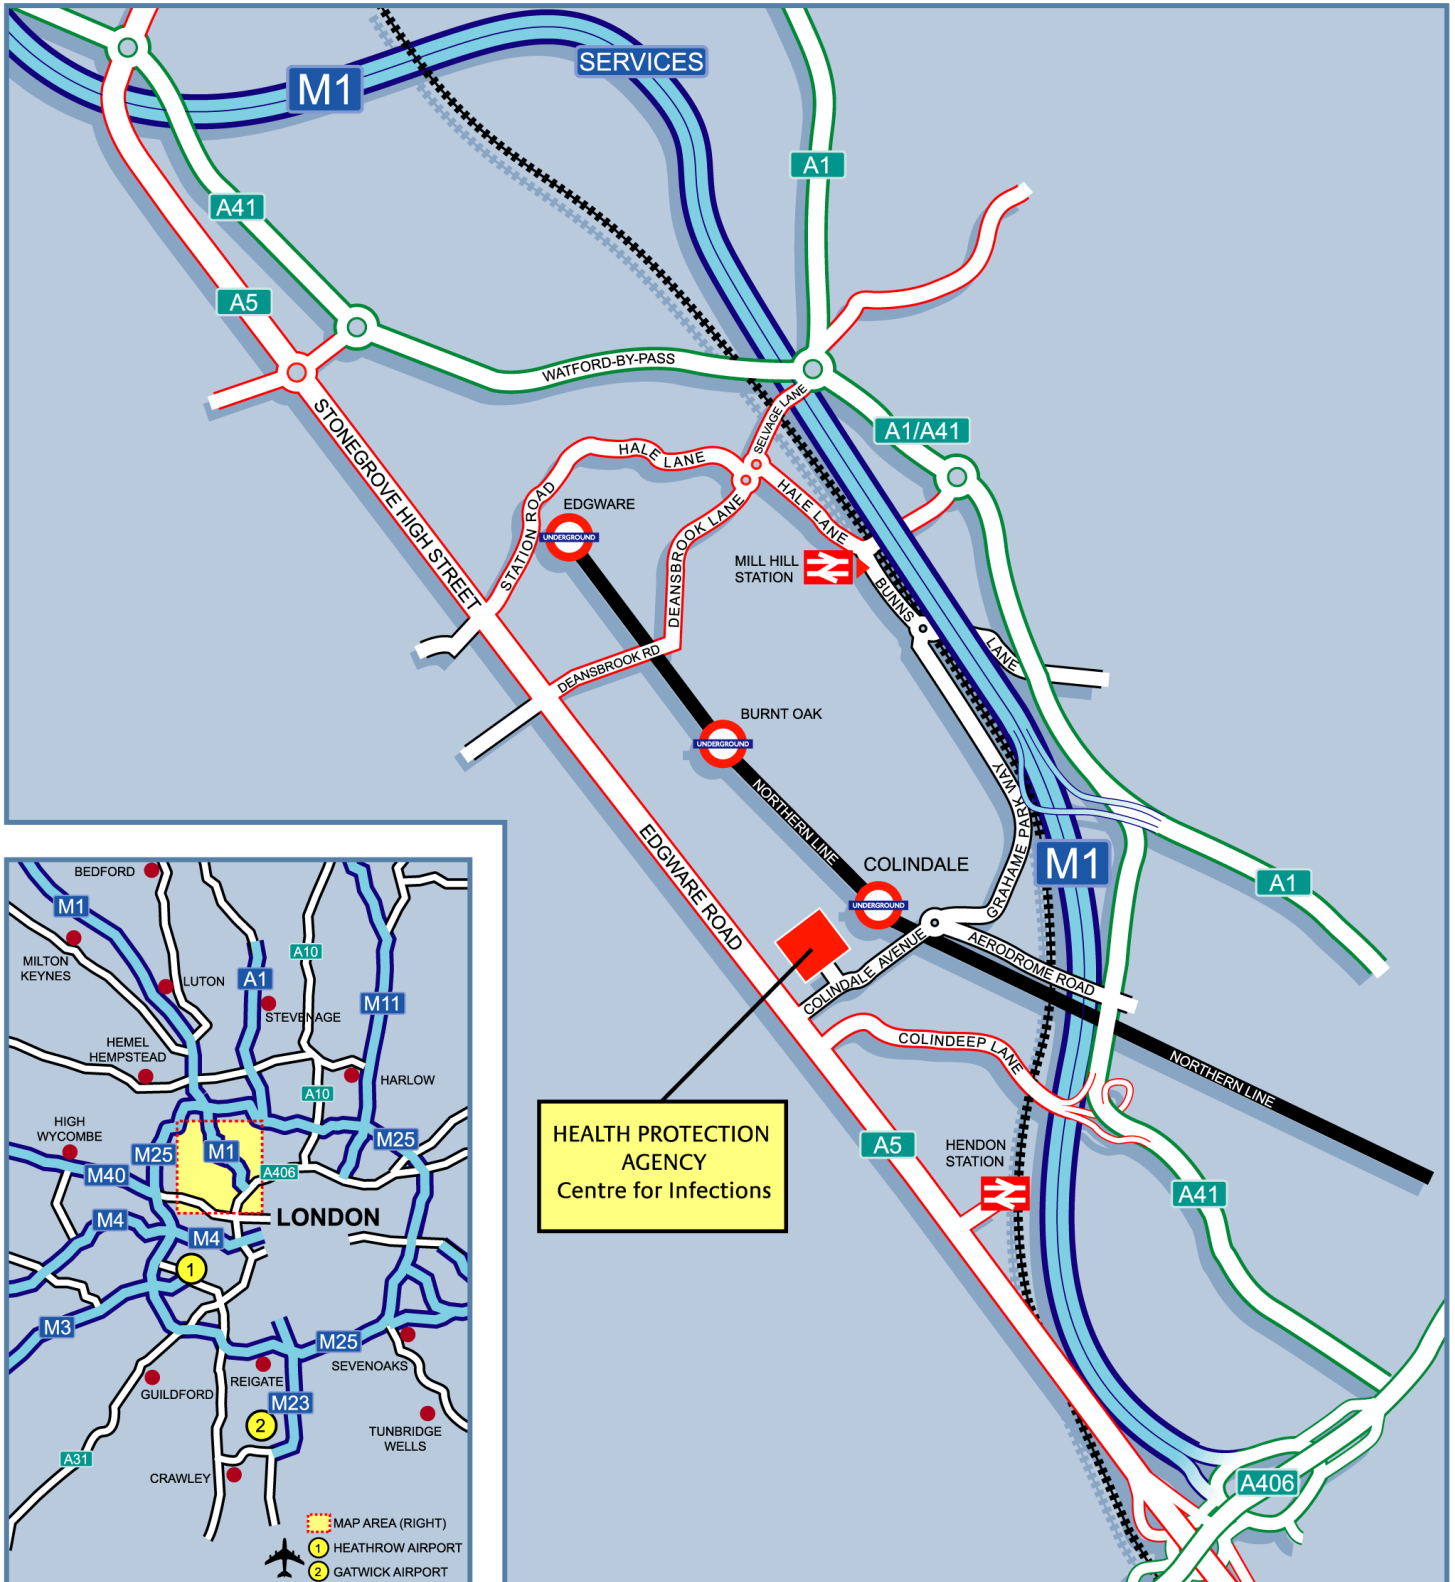 M1
SERVICES
A1
A41
A5
WATFORD-BY-PASS
SELVAGE LANE
A1/A41
STONEGROVE HIGH STREET
HALE LANE
STATION ROAD
EDGWARE
UNDERGROUND
HALE LANE
DEANSBROOK LANE
MILL HILL
STATION
BUNNS
LANE
DEANSBROOK RD
BURNT OAK
UNDERGROUND
NORTHERN LINE
GRAHAME PARK WAY
EDGWARE ROAD
COLINDALE
UNDERGROUND
M1
A1
COLINDALE AVENUE
AERODROME ROAD
COLINDEEP LANE
NORTHERN LINE
HEALTH PROTECTION
AGENCY
Centre for Infections
A5
HENDON
STATION
A41
A406
BEDFORD
M1
MILTON
KEYNES
LUTON
A10
A1
STEVENAGE
M11
HEMEL
HEMPSTEAD
HARLOW
A10
HIGH
WYCOMBE
M25
M1
M25
M40
A406
M4
LONDON
M4
1
M3
M25
SEVENOAKS
REIGATE
GUILDFORD
M23
2
TUNBRIDGE
WELLS
A31
CRAWLEY
MAP AREA (RIGHT)
1 HEATHROW AIRPORT
2 GATWICK AIRPORT